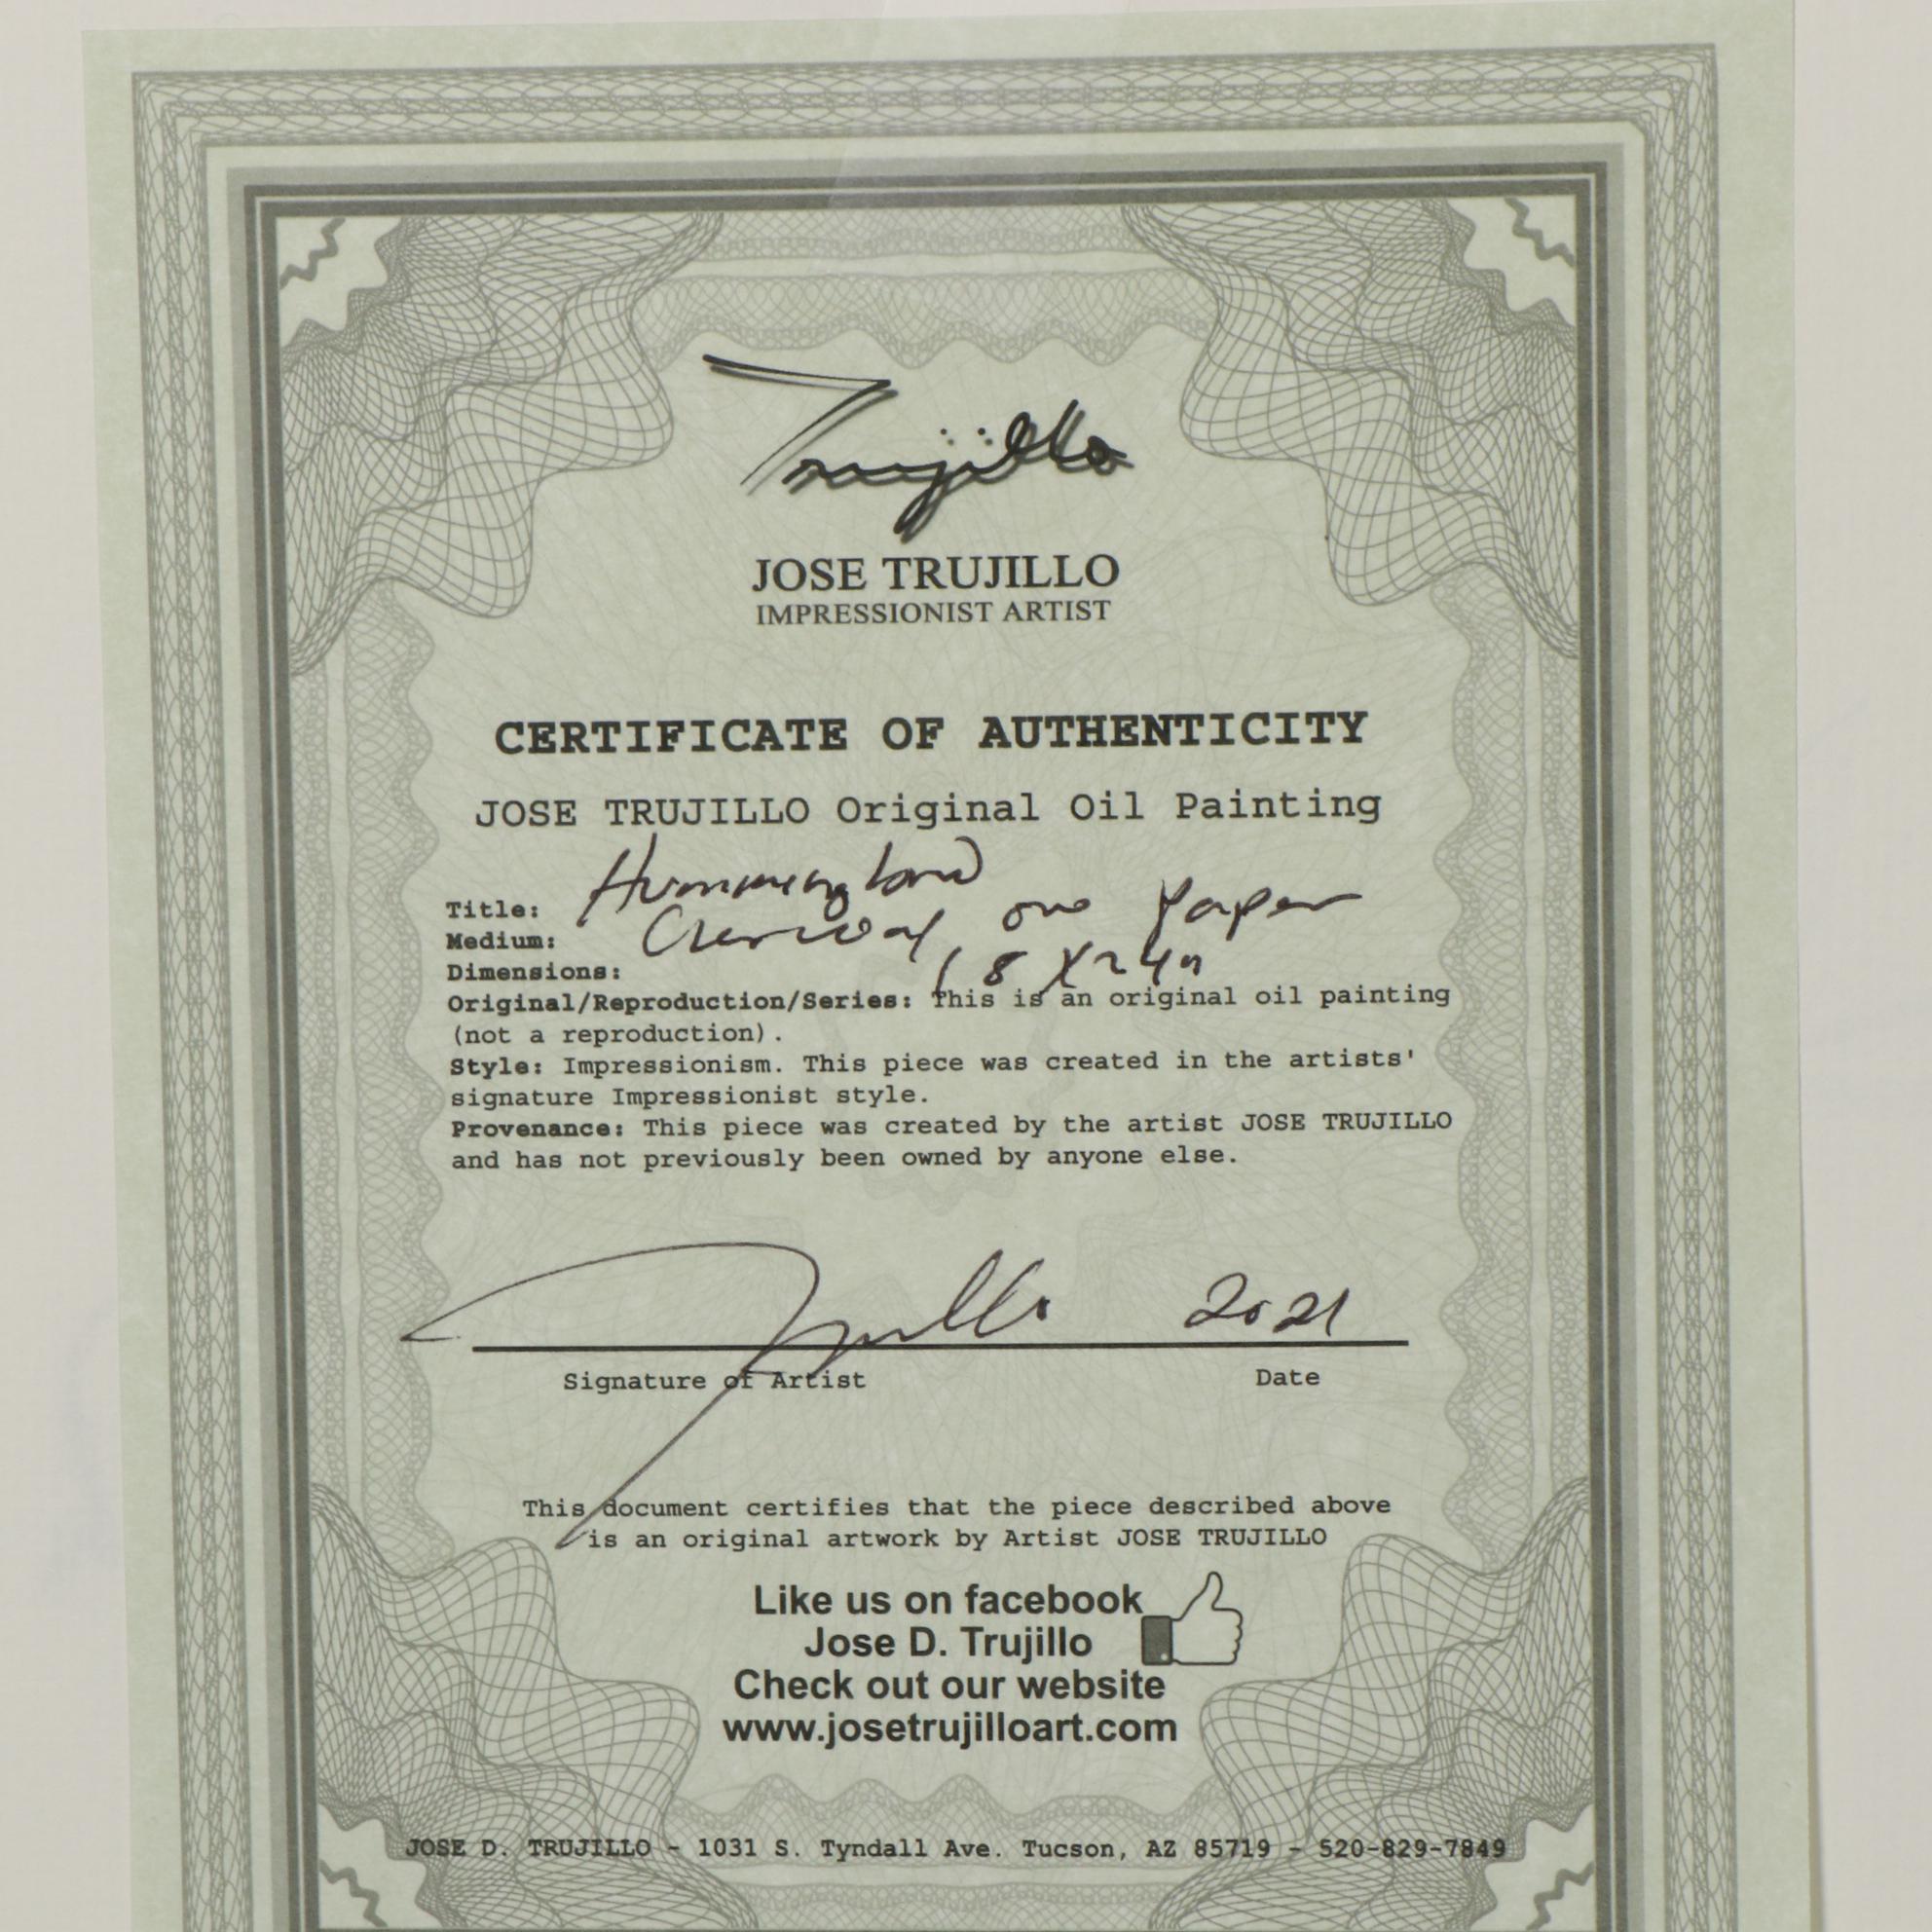 Trujillo
JOSE TRUJILLO
IMPRESSIONIST ARTIST
CERTIFICATE OF AUTHENTICITY
JOSE TRUJILLO Original Oil Painting
Title: Hummingbird
Medium: Charcoal on Paper
Dimensions: 18 X 24"
Original/Reproduction/Series: This is an original oil painting
(not a reproduction).
Style: Impressionism. This piece was created in the artists'
signature Impressionist style.
Provenance: This piece was created by the artist JOSE TRUJILLO
and has not previously been owned by anyone else.
Trujillo 2021
Signature of Artist Date
This document certifies that the piece described above
is an original artwork by Artist JOSE TRUJILLO
Like us on facebook
Jose D. Trujillo
Check out our website
www.josetrujilloart.com
JOSE D. TRUJILLO - 1031 S. Tyndall Ave. Tucson, AZ 85719 - 520-829-7849